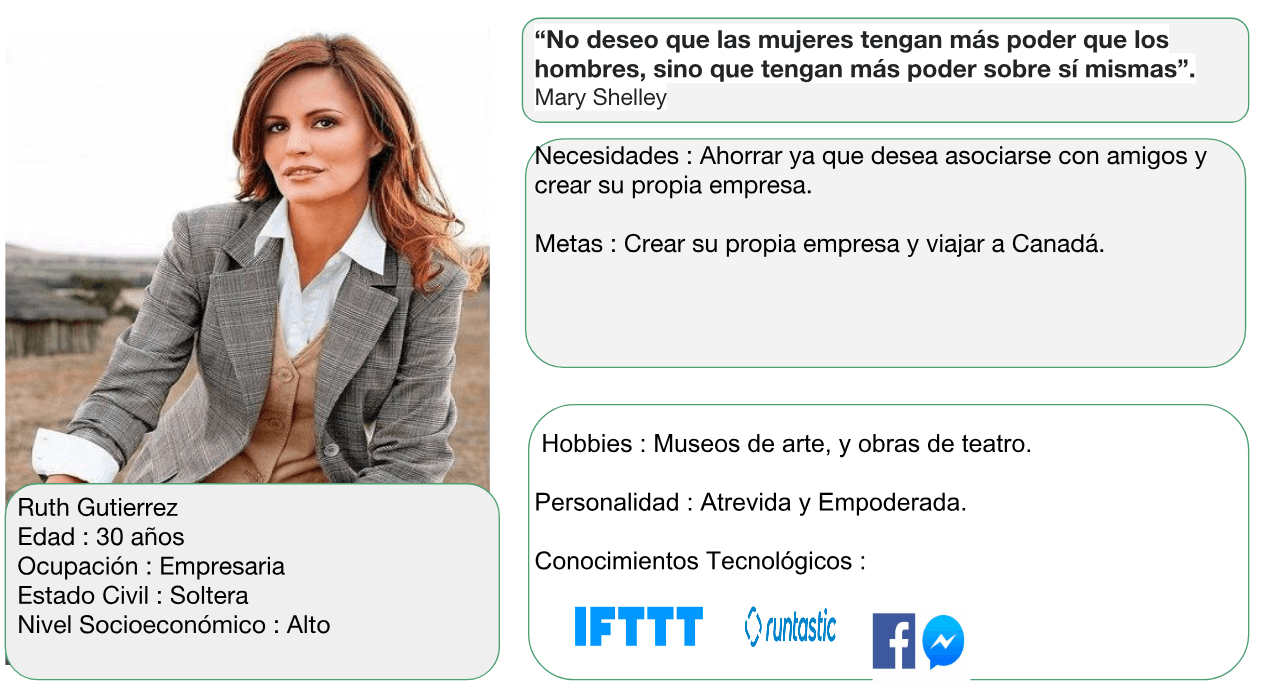 “No deseo que las mujeres tengan más poder que los
hombres, sino que tengan más poder sobre sí mismas”.
Mary Shelley
Necesidades : Ahorrar ya que desea asociarse con amigos y
crear su propia empresa.
Metas : Crear su propia empresa y viajar a Canadá.
Ruth Gutierrez
Edad : 30 años
Ocupación : Empresaria
Estado Civil : Soltera
Nivel Socioeconómico : Alto
Hobbies : Museos de arte, y obras de teatro.
Personalidad : Atrevida y Empoderada.
Conocimientos Tecnológicos :
IFTTT runtastic f